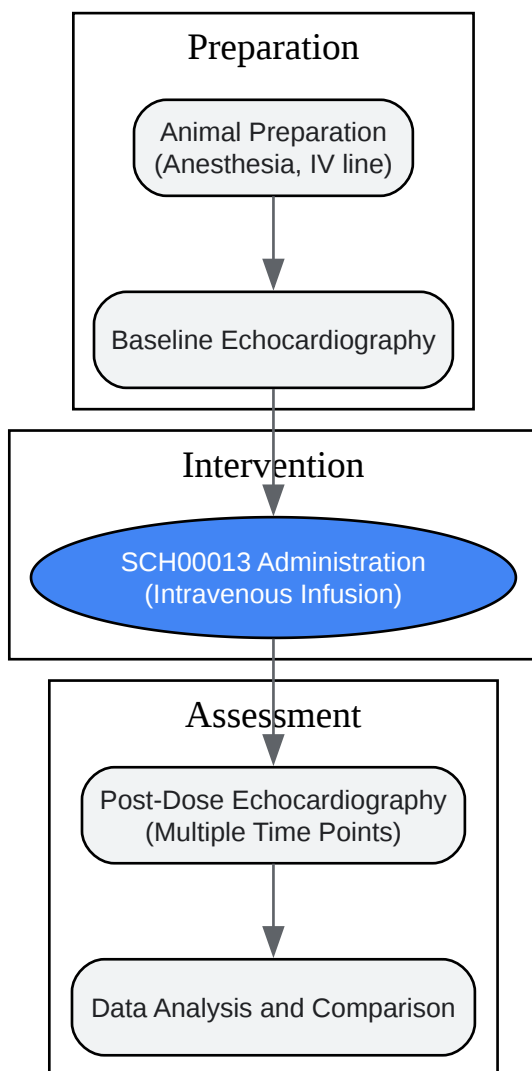 Preparation
Animal Preparation
(Anesthesia, IV line)
Baseline Echocardiography
Intervention
SCH00013 Administration
(Intravenous Infusion)
Assessment
Post-Dose Echocardiography
(Multiple Time Points)
Data Analysis and Comparison